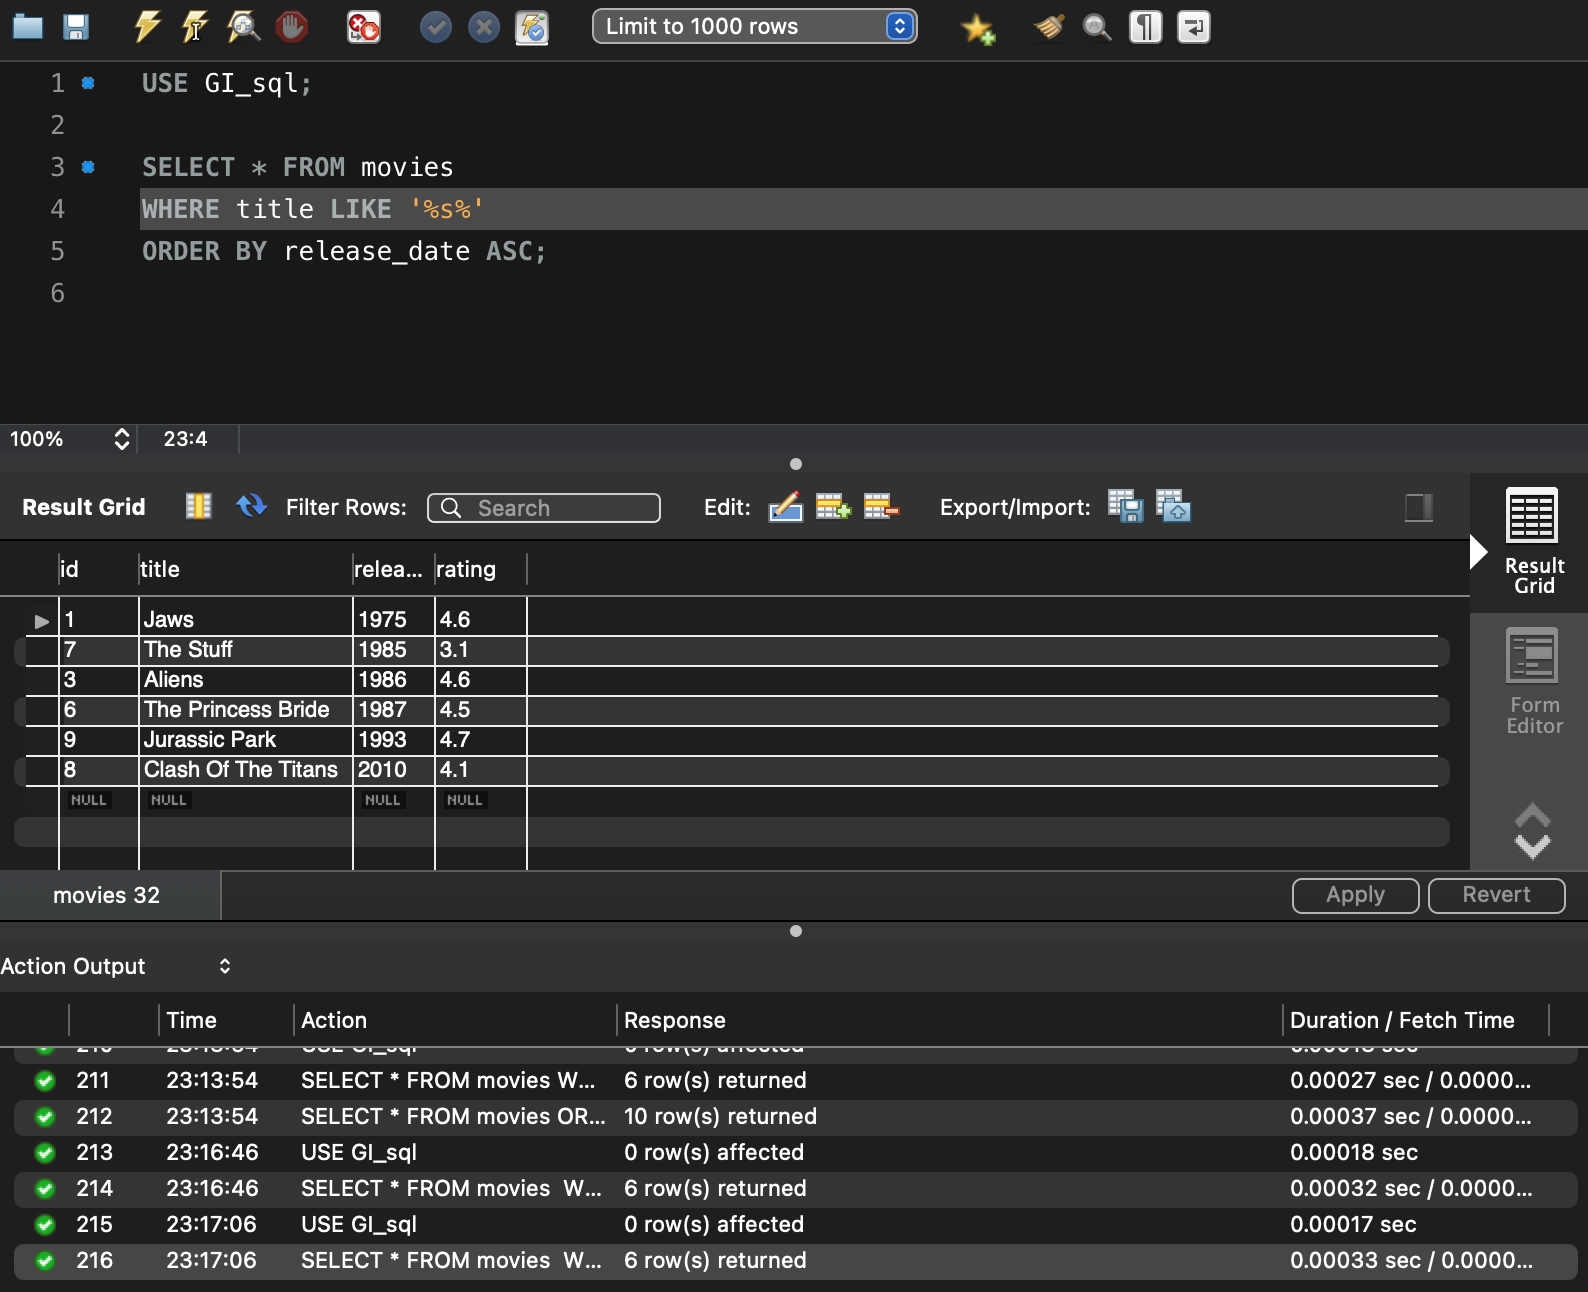 Limit to 1000 rows
1 USE GI_sql;
2
3 SELECT * FROM movies
4 WHERE title LIKE '%s%'
5 ORDER BY release_date ASC;
6
100% 23:4
Result Grid Filter Rows: Search Edit: Export/Import:
Result
Grid
Form
Editor
id title relea... rating
1 Jaws 1975 4.6
7 The Stuff 1985 3.1
3 Aliens 1986 4.6
6 The Princess Bride 1987 4.5
9 Jurassic Park 1993 4.7
8 Clash Of The Titans 2010 4.1
NULL NULL NULL NULL
movies 32 Apply Revert
Action Output
Time Action Response Duration / Fetch Time
USE GI_sql 0 row(s) affected
211 23:13:54 SELECT * FROM movies W... 6 row(s) returned 0.00027 sec / 0.0000...
212 23:13:54 SELECT * FROM movies OR... 10 row(s) returned 0.00037 sec / 0.0000...
213 23:16:46 USE GI_sql 0 row(s) affected 0.00018 sec
214 23:16:46 SELECT * FROM movies  W... 6 row(s) returned 0.00032 sec / 0.0000...
215 23:17:06 USE GI_sql 0 row(s) affected 0.00017 sec
216 23:17:06 SELECT * FROM movies  W... 6 row(s) returned 0.00033 sec / 0.0000...